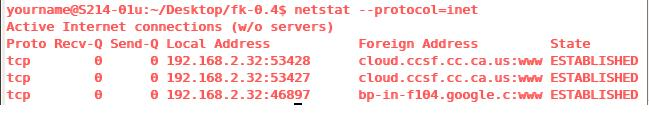 yourname@S214-01u:~/Desktop/fk-0.4$ netstat --protocol=inet
Active Internet connections (w/o servers)
Proto Recv-Q Send-Q Local Address           Foreign Address         State
tcp        0      0 192.168.2.32:53428      cloud.ccsf.cc.ca.us:www ESTABLISHED
tcp        0      0 192.168.2.32:53427      cloud.ccsf.cc.ca.us:www ESTABLISHED
tcp        0      0 192.168.2.32:46897      bp-in-f104.google.c:www ESTABLISHED